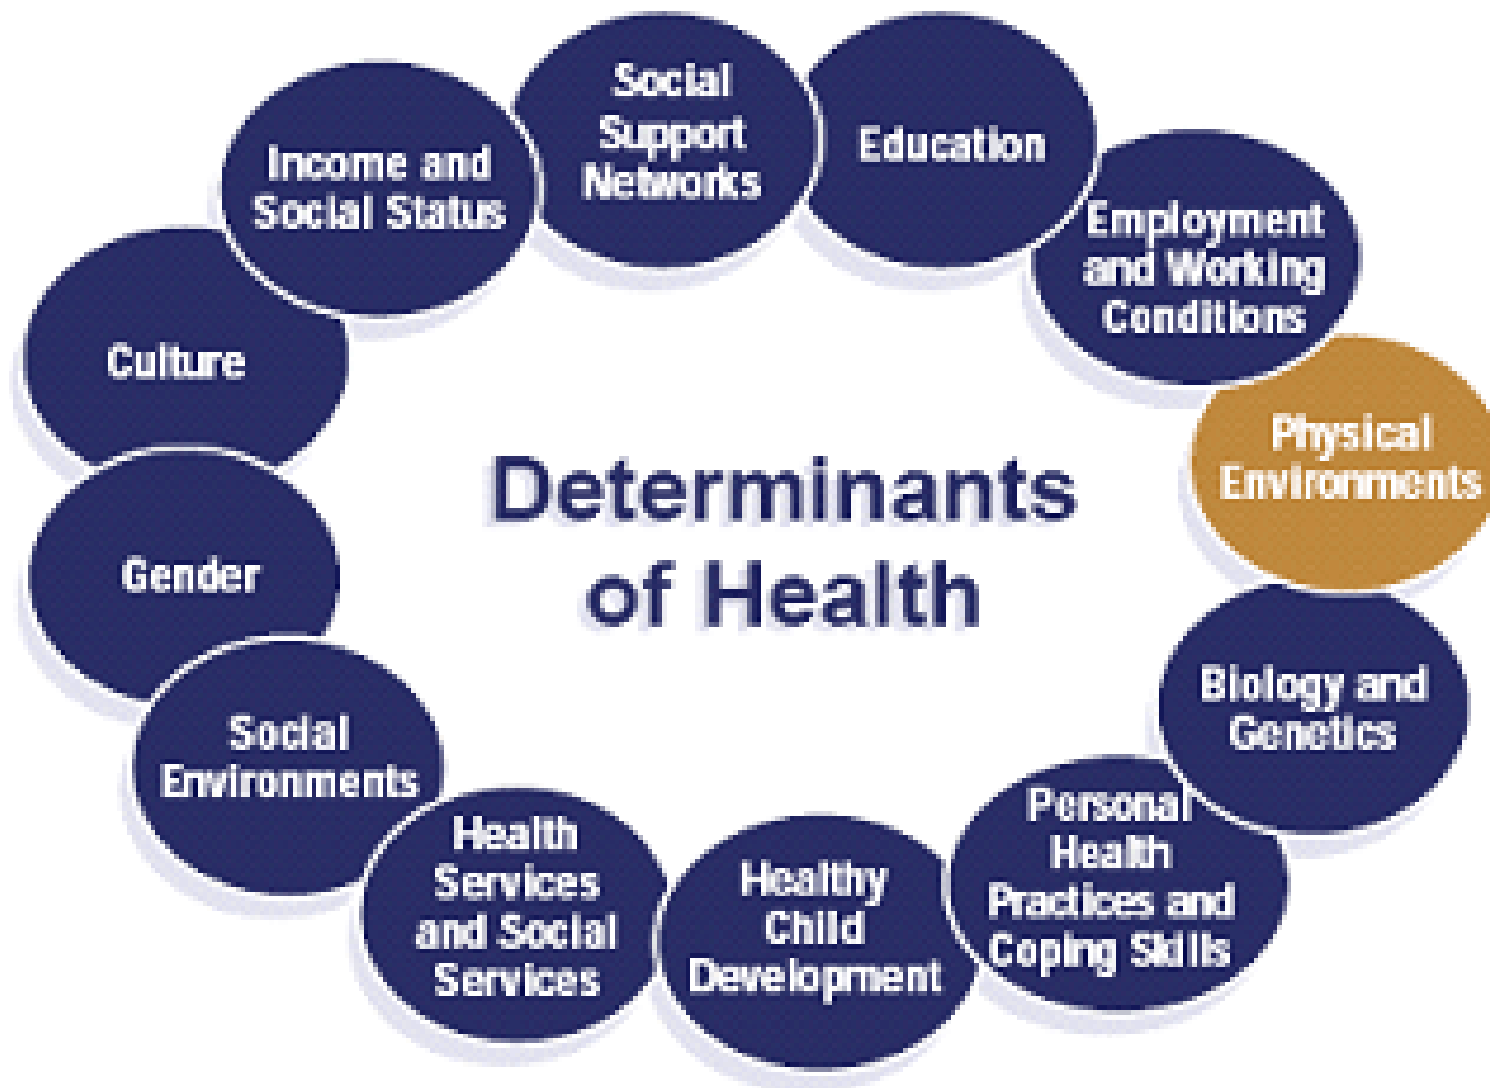 Social
Support
Networks
Education
Income and
Social Status
Employment
and Working
Conditions
Culture
Physical
Environments
Determinants
of Health
Gender
Biology and
Genetics
Social
Environments
Personal
Health
Practices and
Coping Skills
Health
Services
and Social
Services
Healthy
Child
Development